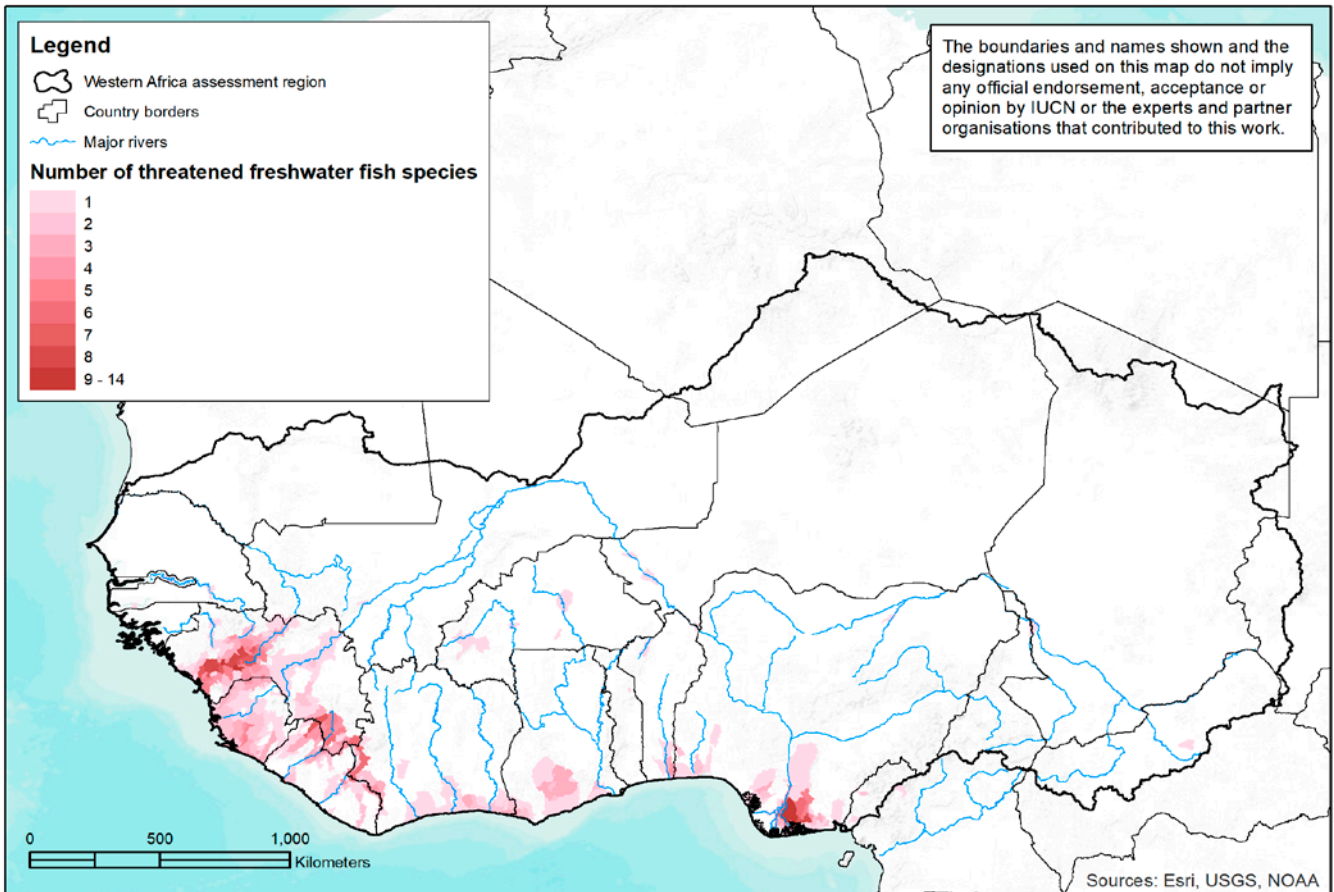 Legend
Western Africa assessment region
Country borders
Major rivers
Number of threatened freshwater fish species
1
2
3
4
5
6
7
8
9 - 14
The boundaries and names shown and the
designations used on this map do not imply
any official endorsement, acceptance or
opinion by IUCN or the experts and partner
organisations that contributed to this work.
0 500 1,000
Kilometers
Sources: Esri, USGS, NOAA